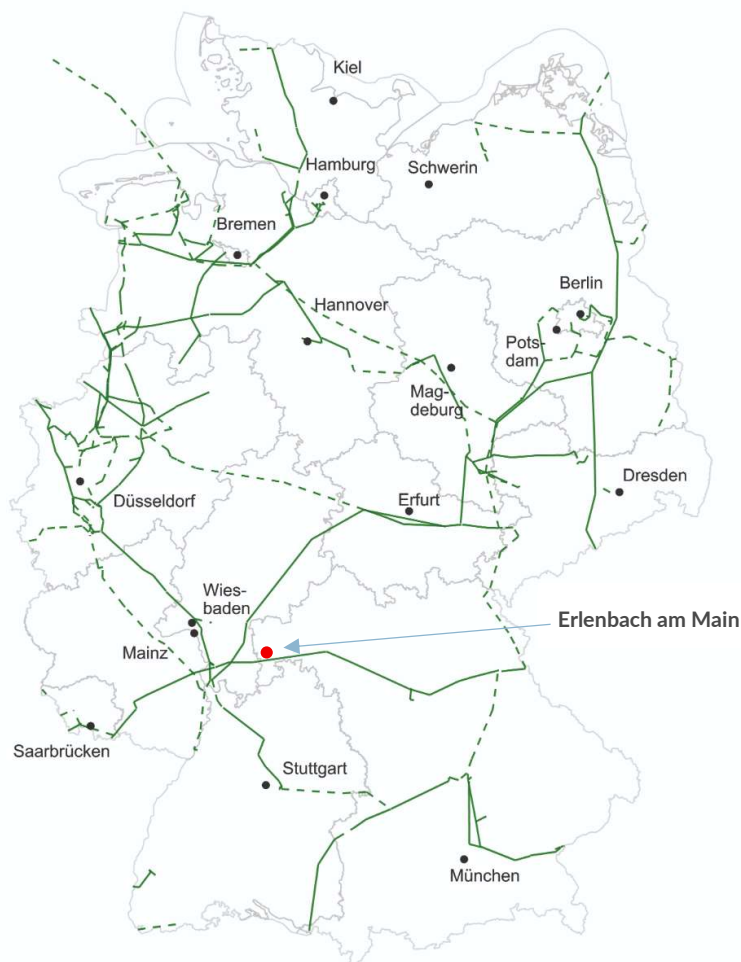 Kiel
Hamburg
Schwerin
Bremen
Berlin
Hannover
Pots-
dam
Mag-
deburg
Düsseldorf
Erfurt
Dresden
Wies-
baden
Erlenbach am Main
Mainz
Saarbrücken
Stuttgart
München